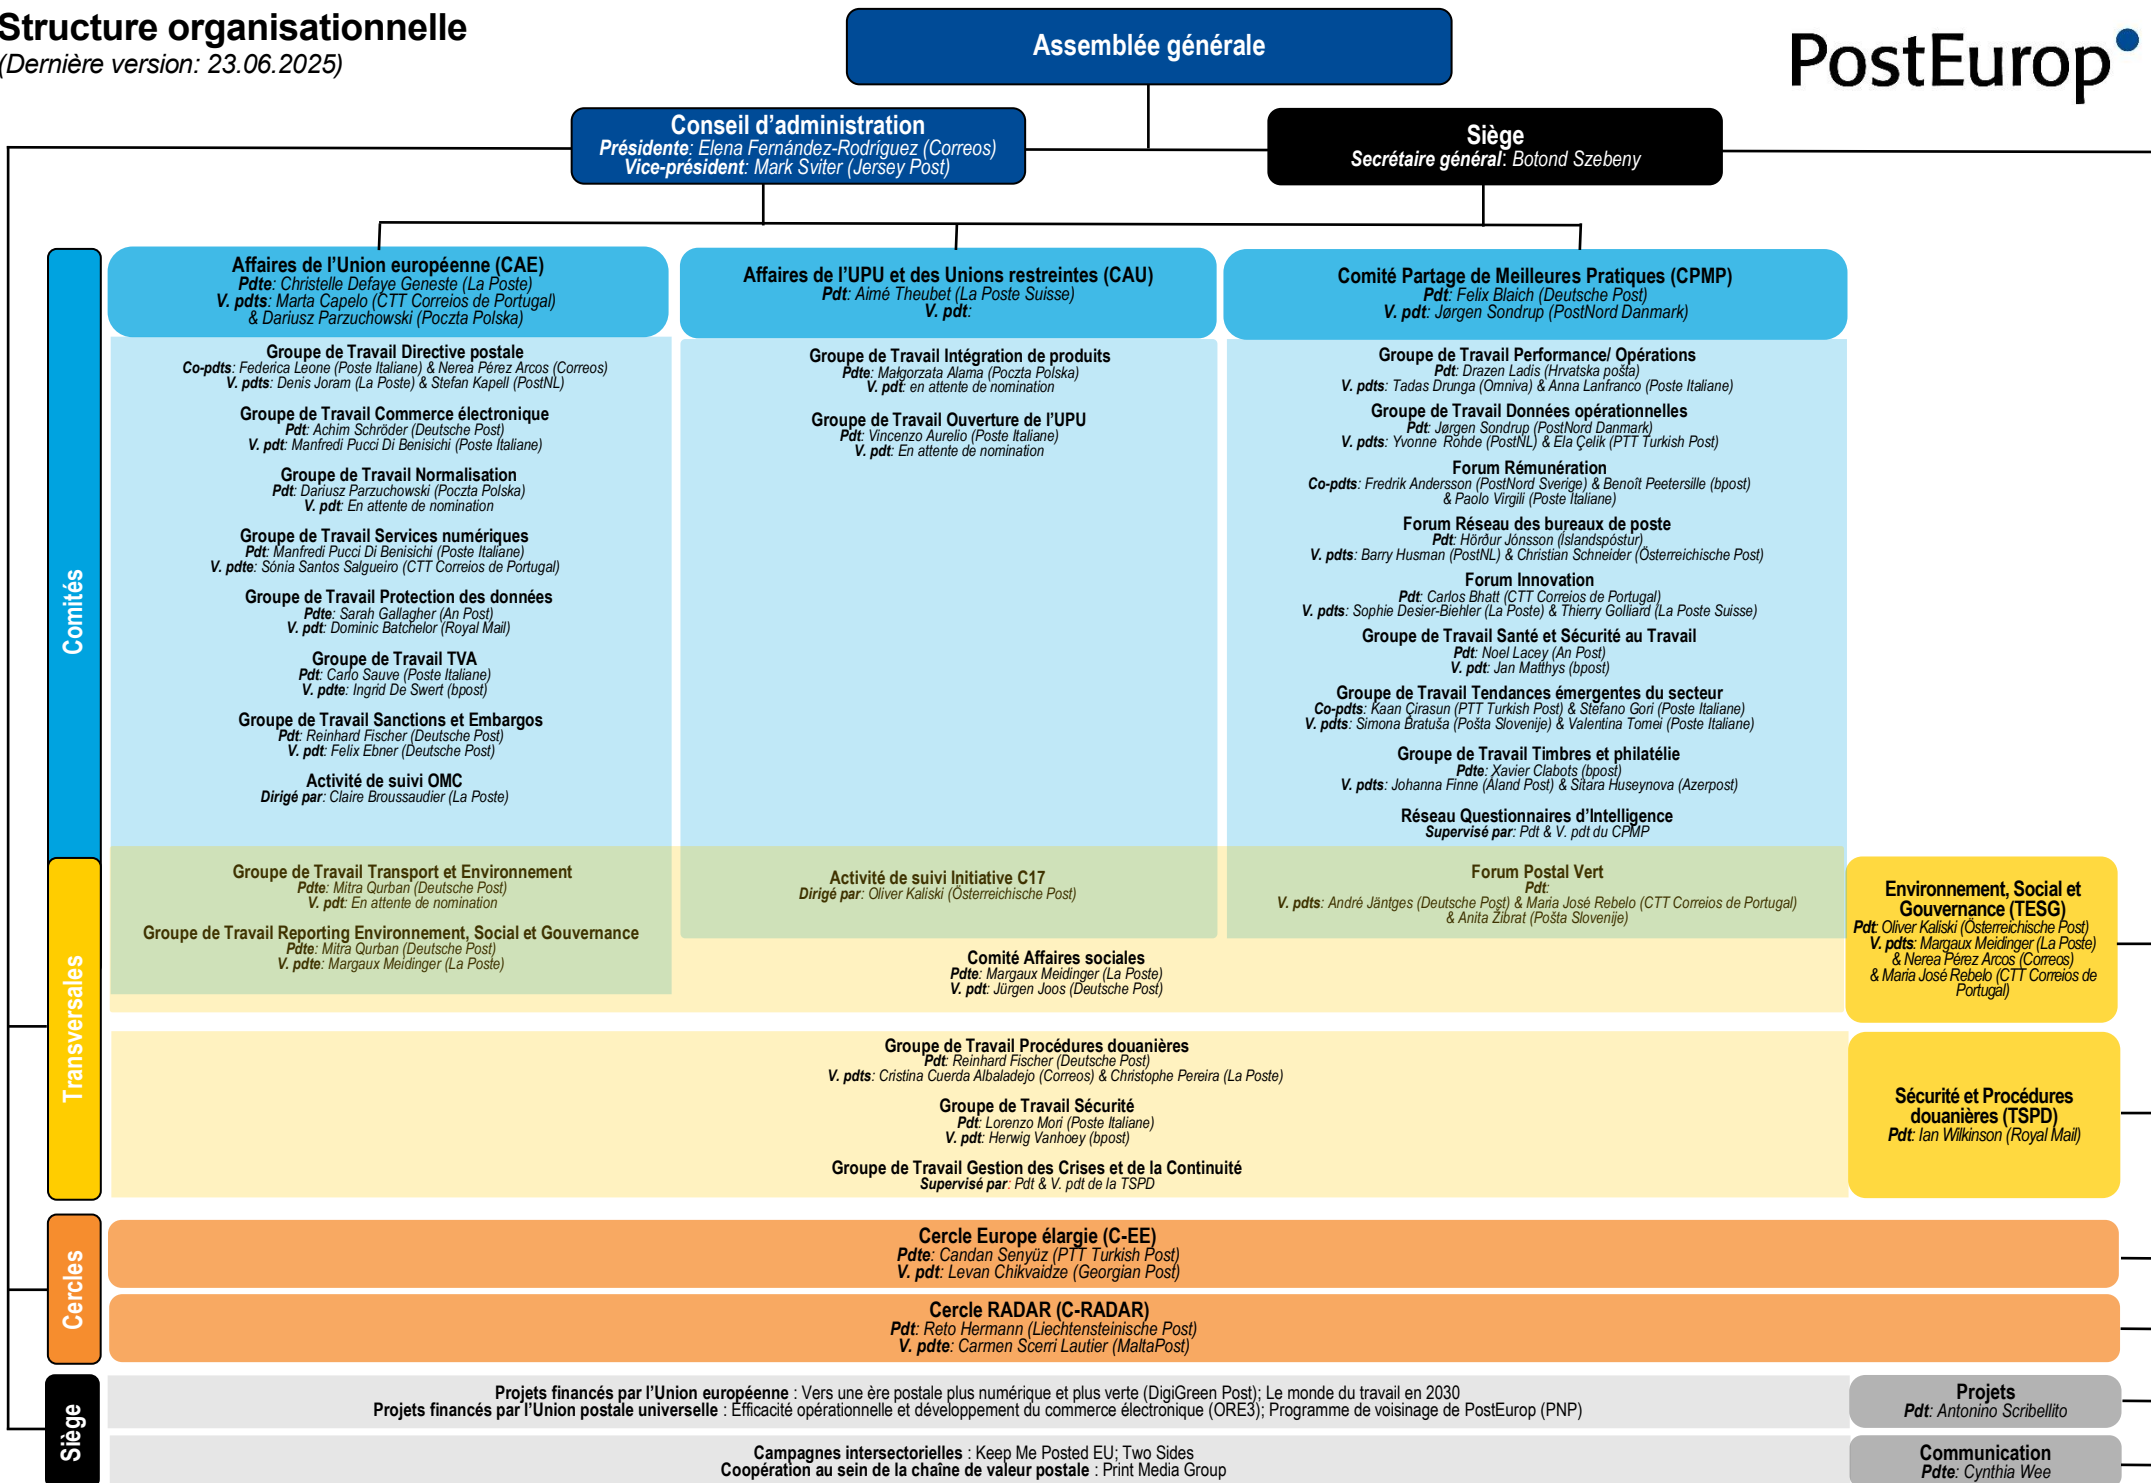 Structure organisationnelle
(Dernière version: 23.06.2025)
Assemblée générale
PostEurop
Conseil d'administration
Présidente: Elena Fernández-Rodríguez (Correos)
Vice-président: Mark Sviter (Jersey Post)
Siège
Secrétaire général: Botond Szebeny
Comités
Affaires de l'Union européenne (CAE)
Pdte: Christelle Defaye Geneste (La Poste)
V. pdts: Marta Capelo (CTT Correios de Portugal)
& Dariusz Parzuchowski (Poczta Polska)
Groupe de Travail Directive postale
Co-pdts: Federica Leone (Poste Italiane) & Nerea Pérez Arcos (Correos)
V. pdts: Denis Joram (La Poste) & Stefan Kapell (PostNL)
Groupe de Travail Commerce électronique
Pdt: Achim Schröder (Deutsche Post)
V. pdt: Manfredi Pucci Di Benisichi (Poste Italiane)
Groupe de Travail Normalisation
Pdt: Dariusz Parzuchowski (Poczta Polska)
V. pdt: En attente de nomination
Groupe de Travail Services numériques
Pdt: Manfredi Pucci Di Benisichi (Poste Italiane)
V. pdte: Sónia Santos Salgueiro (CTT Correios de Portugal)
Groupe de Travail Protection des données
Pdte: Sarah Gallagher (An Post)
V. pdt: Dominic Batchelor (Royal Mail)
Groupe de Travail TVA
Pdt: Carlo Sauve (Poste Italiane)
V. pdte: Ingrid De Swert (bpost)
Groupe de Travail Sanctions et Embargos
Pdt: Reinhard Fischer (Deutsche Post)
V. pdt: Felix Ebner (Deutsche Post)
Activité de suivi OMC
Dirigé par: Claire Broussaudier (La Poste)
Affaires de l'UPU et des Unions restreintes (CAU)
Pdt: Aimé Theubet (La Poste Suisse)
V. pdt:
Groupe de Travail Intégration de produits
Pdte: Małgorzata Alama (Poczta Polska)
V. pdt: en attente de nomination
Groupe de Travail Ouverture de l'UPU
Pdt: Vincenzo Aurelio (Poste Italiane)
V. pdt: En attente de nomination
Comité Partage de Meilleures Pratiques (CPMP)
Pdt: Felix Blaich (Deutsche Post)
V. pdt: Jørgen Sondrup (PostNord Danmark)
Groupe de Travail Performance/ Opérations
Pdt: Drazen Ladis (Hrvatska pošta)
V. pdts: Tadas Drunga (Omniva) & Anna Lanfranco (Poste Italiane)
Groupe de Travail Données opérationnelles
Pdt: Jørgen Sondrup (PostNord Danmark)
V. pdts: Yvonne Rohde (PostNL) & Ela Çelik (PTT Turkish Post)
Forum Rémunération
Co-pdts: Fredrik Andersson (PostNord Sverige) & Benoît Peetersille (bpost)
& Paolo Virgili (Poste Italiane)
Forum Réseau des bureaux de poste
Pdt: Hörður Jónsson (Íslandspóstur)
V. pdts: Barry Husman (PostNL) & Christian Schneider (Österreichische Post)
Forum Innovation
Pdt: Carlos Bhatt (CTT Correios de Portugal)
V. pdts: Sophie Desier-Biehler (La Poste) & Thierry Golliard (La Poste Suisse)
Groupe de Travail Santé et Sécurité au Travail
Pdt: Noel Lacey (An Post)
V. pdt: Jan Matthys (bpost)
Groupe de Travail Tendances émergentes du secteur
Co-pdts: Kaan Çirasun (PTT Turkish Post) & Stefano Gori (Poste Italiane)
V. pdts: Simona Bratuša (Pošta Slovenije) & Valentina Tomei (Poste Italiane)
Groupe de Travail Timbres et philatélie
Pdte: Xavier Clabots (bpost)
V. pdts: Johanna Finne (Åland Post) & Sitara Huseynova (Azerpost)
Réseau Questionnaires d'Intelligence
Supervisé par: Pdt & V. pdt du CPMP
Transversales
Groupe de Travail Transport et Environnement
Pdte: Mitra Qurban (Deutsche Post)
V. pdt: En attente de nomination
Groupe de Travail Reporting Environnement, Social et Gouvernance
Pdte: Mitra Qurban (Deutsche Post)
V. pdte: Margaux Meidinger (La Poste)
Activité de suivi Initiative C17
Dirigé par: Oliver Kaliski (Österreichische Post)
Forum Postal Vert
Pdt:
V. pdts: André Jäntges (Deutsche Post) & Maria José Rebelo (CTT Correios de Portugal)
& Anita Žibrat (Pošta Slovenije)
Comité Affaires sociales
Pdte: Margaux Meidinger (La Poste)
V. pdt: Jürgen Joos (Deutsche Post)
Environnement, Social et
Gouvernance (TESG)
Pdt: Oliver Kaliski (Österreichische Post)
V. pdts: Margaux Meidinger (La Poste)
& Nerea Pérez Arcos (Correos)
& Maria José Rebelo (CTT Correios de
Portugal)
Groupe de Travail Procédures douanières
Pdt: Reinhard Fischer (Deutsche Post)
V. pdts: Cristina Cuerda Albaladejo (Correos) & Christophe Pereira (La Poste)
Groupe de Travail Sécurité
Pdt: Lorenzo Mori (Poste Italiane)
V. pdt: Herwig Vanhoey (bpost)
Groupe de Travail Gestion des Crises et de la Continuité
Supervisé par: Pdt & V. pdt de la TSPD
Sécurité et Procédures
douanières (TSPD)
Pdt: Ian Wilkinson (Royal Mail)
Cercles
Cercle Europe élargie (C-EE)
Pdte: Candan Senyüz (PTT Turkish Post)
V. pdt: Levan Chikvaidze (Georgian Post)
Cercle RADAR (C-RADAR)
Pdt: Reto Hermann (Liechtensteinische Post)
V. pdte: Carmen Scerri Lautier (MaltaPost)
Siège
Projets financés par l'Union européenne : Vers une ère postale plus numérique et plus verte (DigiGreen Post); Le monde du travail en 2030
Projets financés par l'Union postale universelle : Efficacité opérationnelle et développement du commerce électronique (ORE3); Programme de voisinage de PostEurop (PNP)
Projets
Pdt: Antonino Scribellito
Campagnes intersectorielles : Keep Me Posted EU; Two Sides
Coopération au sein de la chaîne de valeur postale : Print Media Group
Communication
Pdte: Cynthia Wee